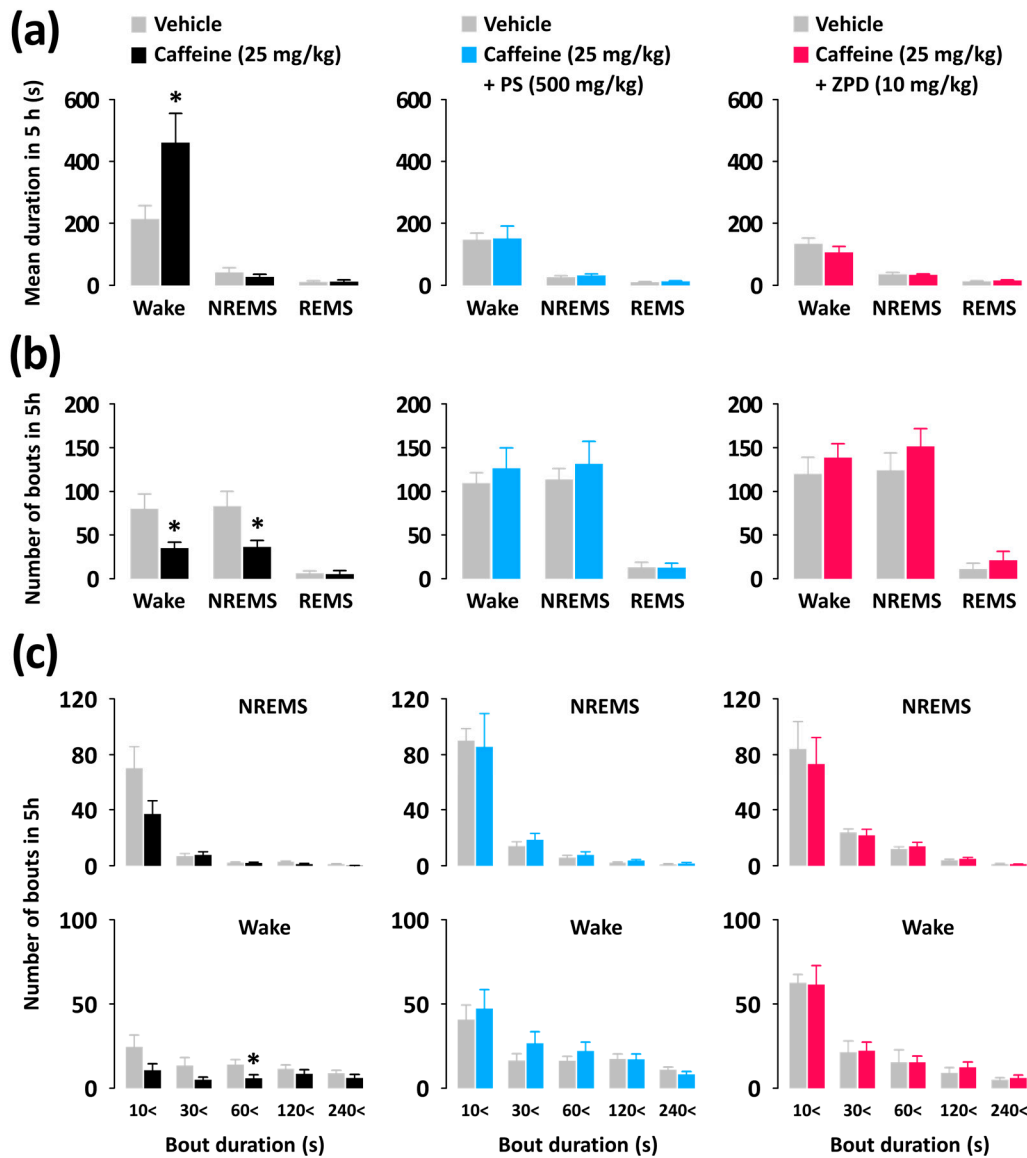 (a)
Vehicle
Caffeine (25 mg/kg)
Vehicle
Caffeine (25 mg/kg)
+ PS (500 mg/kg)
Vehicle
Caffeine (25 mg/kg)
+ ZPD (10 mg/kg)
Mean duration in 5 h (s)
600
400
200
0
*
Wake NREMS REMS
600
400
200
0
Wake NREMS REMS
600
400
200
0
Wake NREMS REMS
(b)
Number of bouts in 5h
200
150
100
50
0
* *
Wake NREMS REMS
200
150
100
50
0
Wake NREMS REMS
200
150
100
50
0
Wake NREMS REMS
(c)
Number of bouts in 5h
NREMS
120
80
40
0
NREMS
120
80
40
0
NREMS
120
80
40
0
Wake
100
50
0
*
10< 30< 60< 120< 240<
Bout duration (s)
Wake
100
50
0
10< 30< 60< 120< 240<
Bout duration (s)
Wake
100
50
0
10< 30< 60< 120< 240<
Bout duration (s)